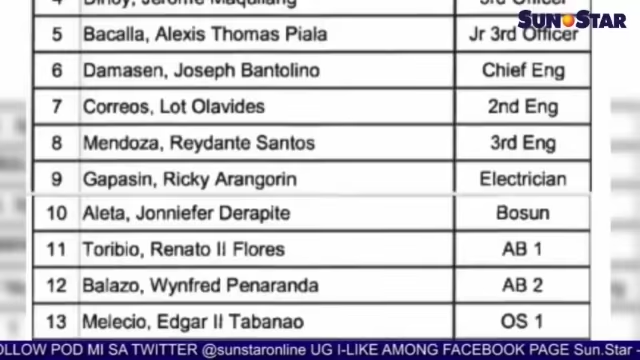 SUN★STAR
5 Bacalla, Alexis Thomas Piala Jr 3rd Officer
6 Damasen, Joseph Bantolino Chief Eng
7 Correos, Lot Olavides 2nd Eng
8 Mendoza, Reydante Santos 3rd Eng
9 Gapasin, Ricky Arangorin Electrician
10 Aleta, Jonniefer Derapite Bosun
11 Toribio, Renato II Flores AB 1
12 Balazo, Wynfred Penaranda AB 2
13 Melecio, Edgar II Tabanao OS 1
POD MI SA TWITTER @sunstaronline UG I-LIKE AMONG FACEBOOK PAGE Sun.Star -